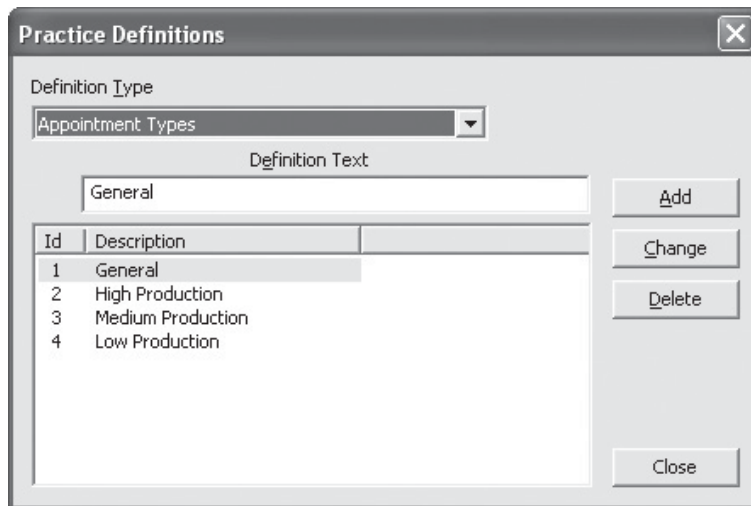 Practice Definitions
Definition Type
Appointment Types
Definition Text
General
Add
Id Description
Change
1 General
2 High Production
Delete
3 Medium Production
4 Low Production
Close